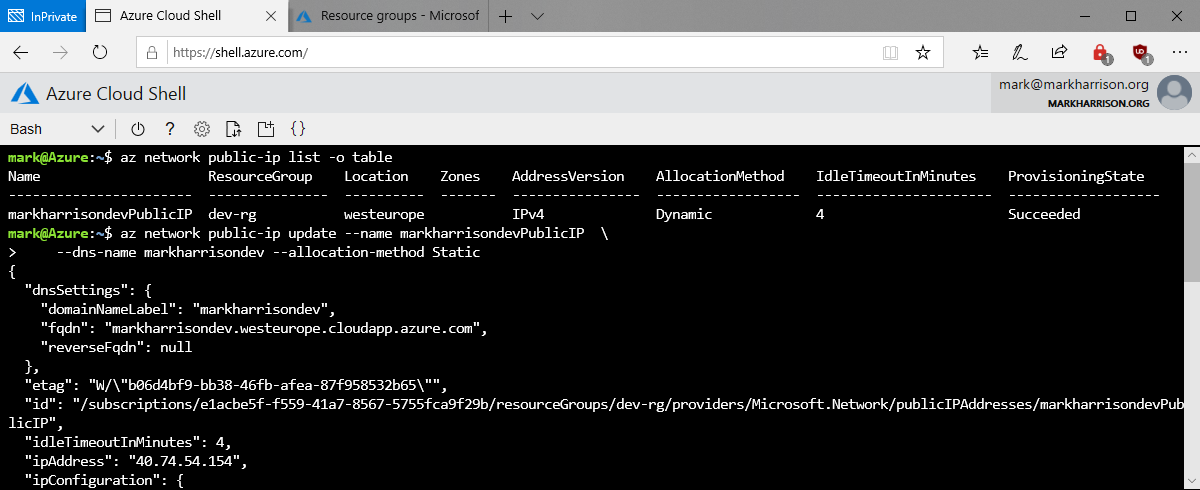 InPrivate Azure Cloud Shell Resource groups - Microsof
https://shell.azure.com/
Azure Cloud Shell mark@markharrison.org
MARKHARRISON.ORG
Bash ? {}
mark@Azure:~$ az network public-ip list -o table
Name ResourceGroup Location Zones AddressVersion AllocationMethod IdleTimeoutInMinutes ProvisioningState
----------------------- --------------- ---------- ------- ---------------- ------------------ ---------------------- -------------------
markharrisondevPublicIP dev-rg westeurope IPv4 Dynamic 4 Succeeded
mark@Azure:~$ az network public-ip update --name markharrisondevPublicIP \
> --dns-name markharrisondev --allocation-method Static
{
"dnsSettings": {
"domainNameLabel": "markharrisondev",
"fqdn": "markharrisondev.westeurope.cloudapp.azure.com",
"reverseFqdn": null
},
"etag": "W/\"b06d4bf9-bb38-46fb-afea-87f958532b65\"",
"id": "/subscriptions/e1acbe5f-f559-41a7-8567-5755fca9f29b/resourceGroups/dev-rg/providers/Microsoft.Network/publicIPAddresses/markharrisondevPub
licIP",
"idleTimeoutInMinutes": 4,
"ipAddress": "40.74.54.154",
"ipConfiguration": {